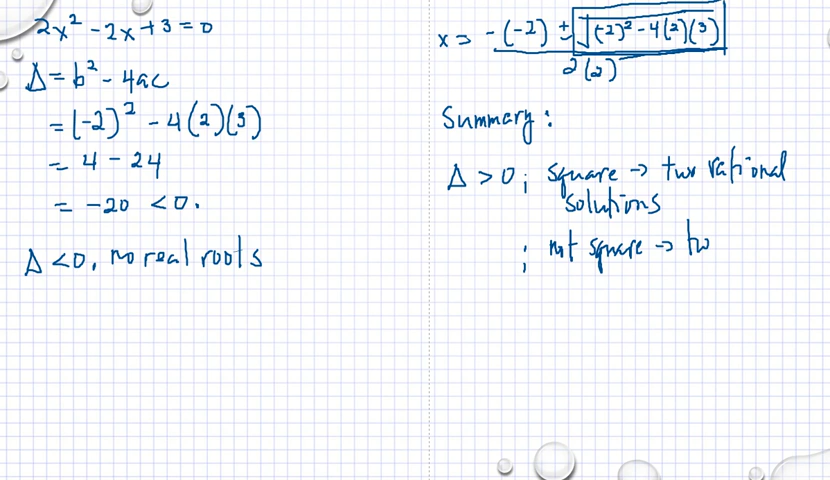 2x² - 2x + 3 = 0
Δ = b² - 4ac
= (-2)² - 4(2)(3)
= 4 - 24
= -20 < 0.
Δ < 0, no real roots
x = -(-2) ± √(-2)² - 4(2)(3) / 2(2)
Summary:
Δ > 0 ; square → two rational
solutions
; not square → tw